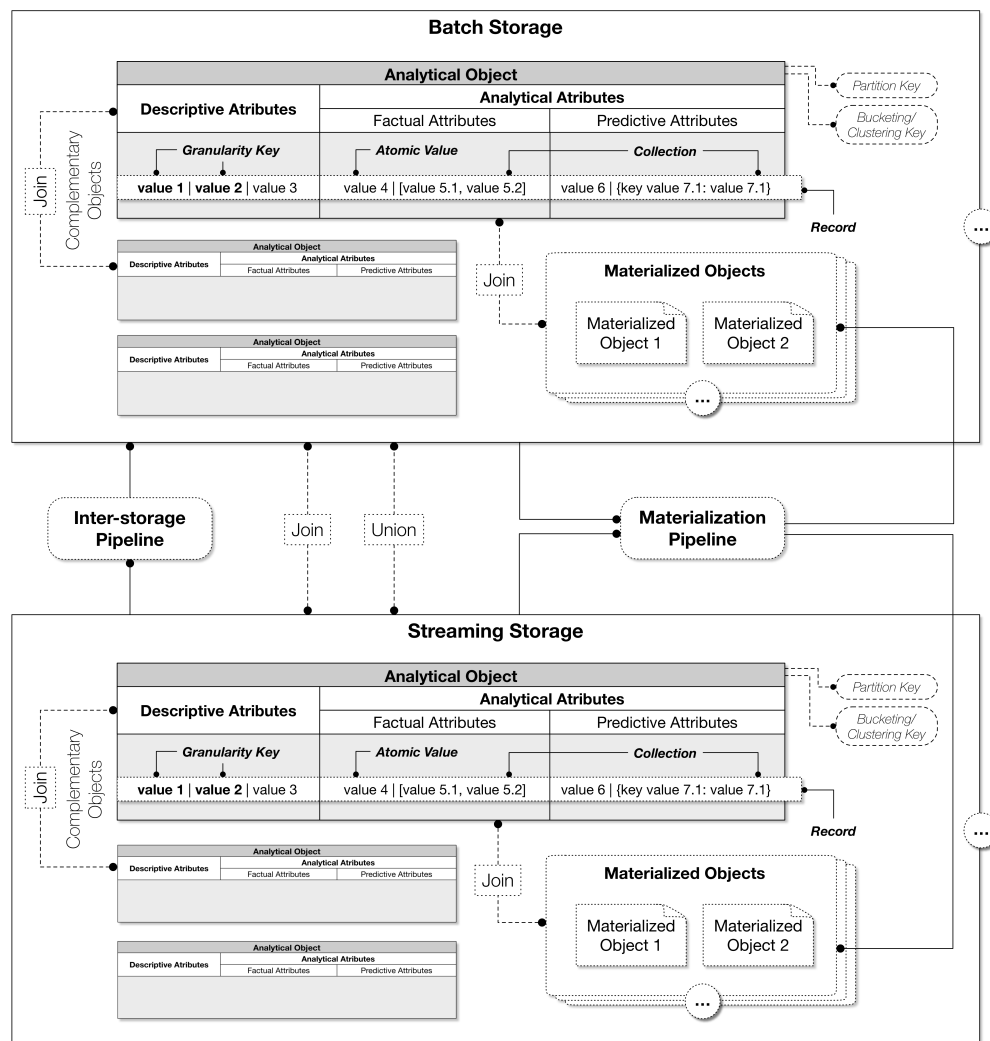 Batch Storage
Analytical Object
Descriptive Atributes
Analytical Atributes
Factual Attributes
Predictive Attributes
Partition Key
Bucketing/
Clustering Key
Join
Complementary
Objects
Granularity Key
Atomic Value
Collection
value 1 | value 2 | value 3
value 4 | [value 5.1, value 5.2]
value 6 | {key value 7.1: value 7.1}
Record
...
Analytical Object
Descriptive Atributes
Analytical Atributes
Factual Attributes
Predictive Attributes
Join
Materialized Objects
Materialized
Object 1
Materialized
Object 2
...
Analytical Object
Descriptive Atributes
Analytical Atributes
Factual Attributes
Predictive Attributes
Inter-storage
Pipeline
Join
Union
Materialization
Pipeline
Streaming Storage
Analytical Object
Descriptive Atributes
Analytical Atributes
Factual Attributes
Predictive Attributes
Partition Key
Bucketing/
Clustering Key
Join
Complementary
Objects
Granularity Key
Atomic Value
Collection
value 1 | value 2 | value 3
value 4 | [value 5.1, value 5.2]
value 6 | {key value 7.1: value 7.1}
Record
...
Analytical Object
Descriptive Atributes
Analytical Atributes
Factual Attributes
Predictive Attributes
Join
Materialized Objects
Materialized
Object 1
Materialized
Object 2
...
Analytical Object
Descriptive Atributes
Analytical Atributes
Factual Attributes
Predictive Attributes